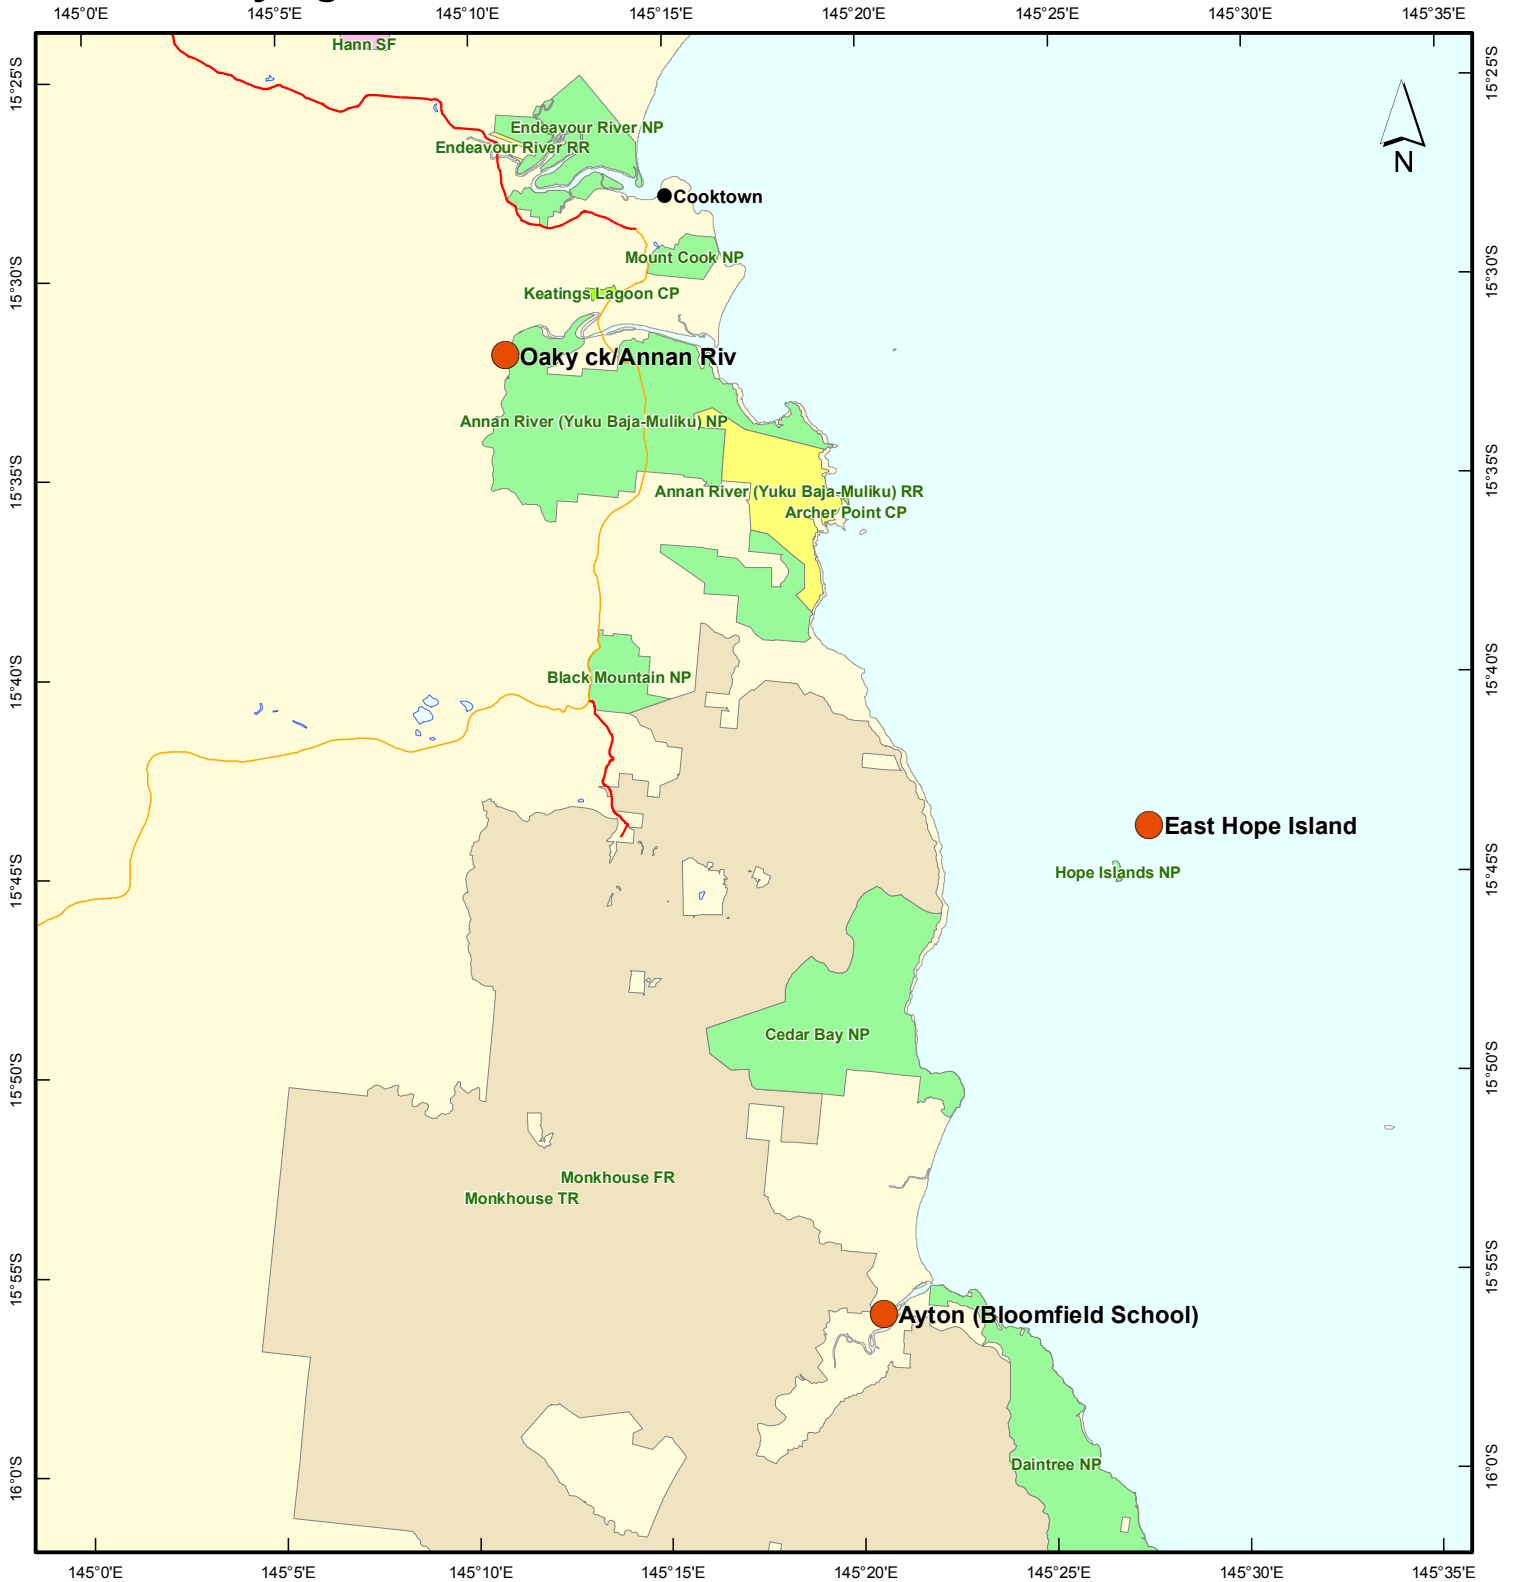 145°0'E 145°5'E 145°10'E 145°15'E 145°20'E 145°25'E 145°30'E 145°35'E
Hann SF
15°25'S 15°25'S
N
Endeavour River NP
Endeavour River RR
Cooktown
Mount Cook NP
15°30'S 15°30'S
Keatings Lagoon CP
Oaky ck/Annan Riv
Annan River (Yuku Baja-Muliku) NP
15°35'S 15°35'S
Annan River (Yuku Baja-Muliku) RR
Archer Point CP
Black Mountain NP
15°40'S 15°40'S
East Hope Island
Hope Islands NP
15°45'S 15°45'S
Cedar Bay NP
15°50'S 15°50'S
Monkhouse FR
Monkhouse TR
15°55'S 15°55'S
Ayton (Bloomfield School)
Daintree NP
16°0'S 16°0'S
145°0'E 145°5'E 145°10'E 145°15'E 145°20'E 145°25'E 145°30'E 145°35'E